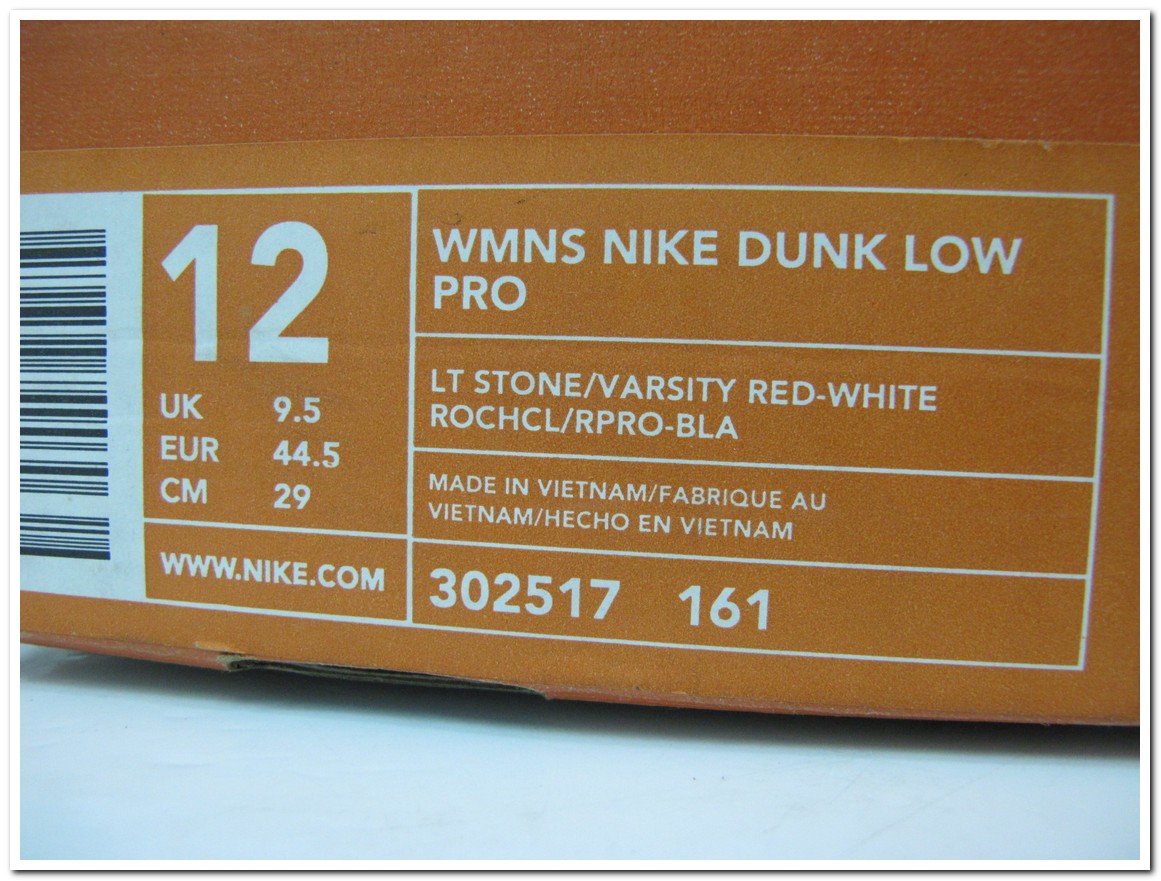 12
UK 9.5
EUR 44.5
CM 29
WWW.NIKE.COM
WMNS NIKE DUNK LOW
PRO
LT STONE/VARSITY RED-WHITE
ROCHCL/RPRO-BLA
MADE IN VIETNAM/FABRIQUE AU
VIETNAM/HECHO EN VIETNAM
302517 161